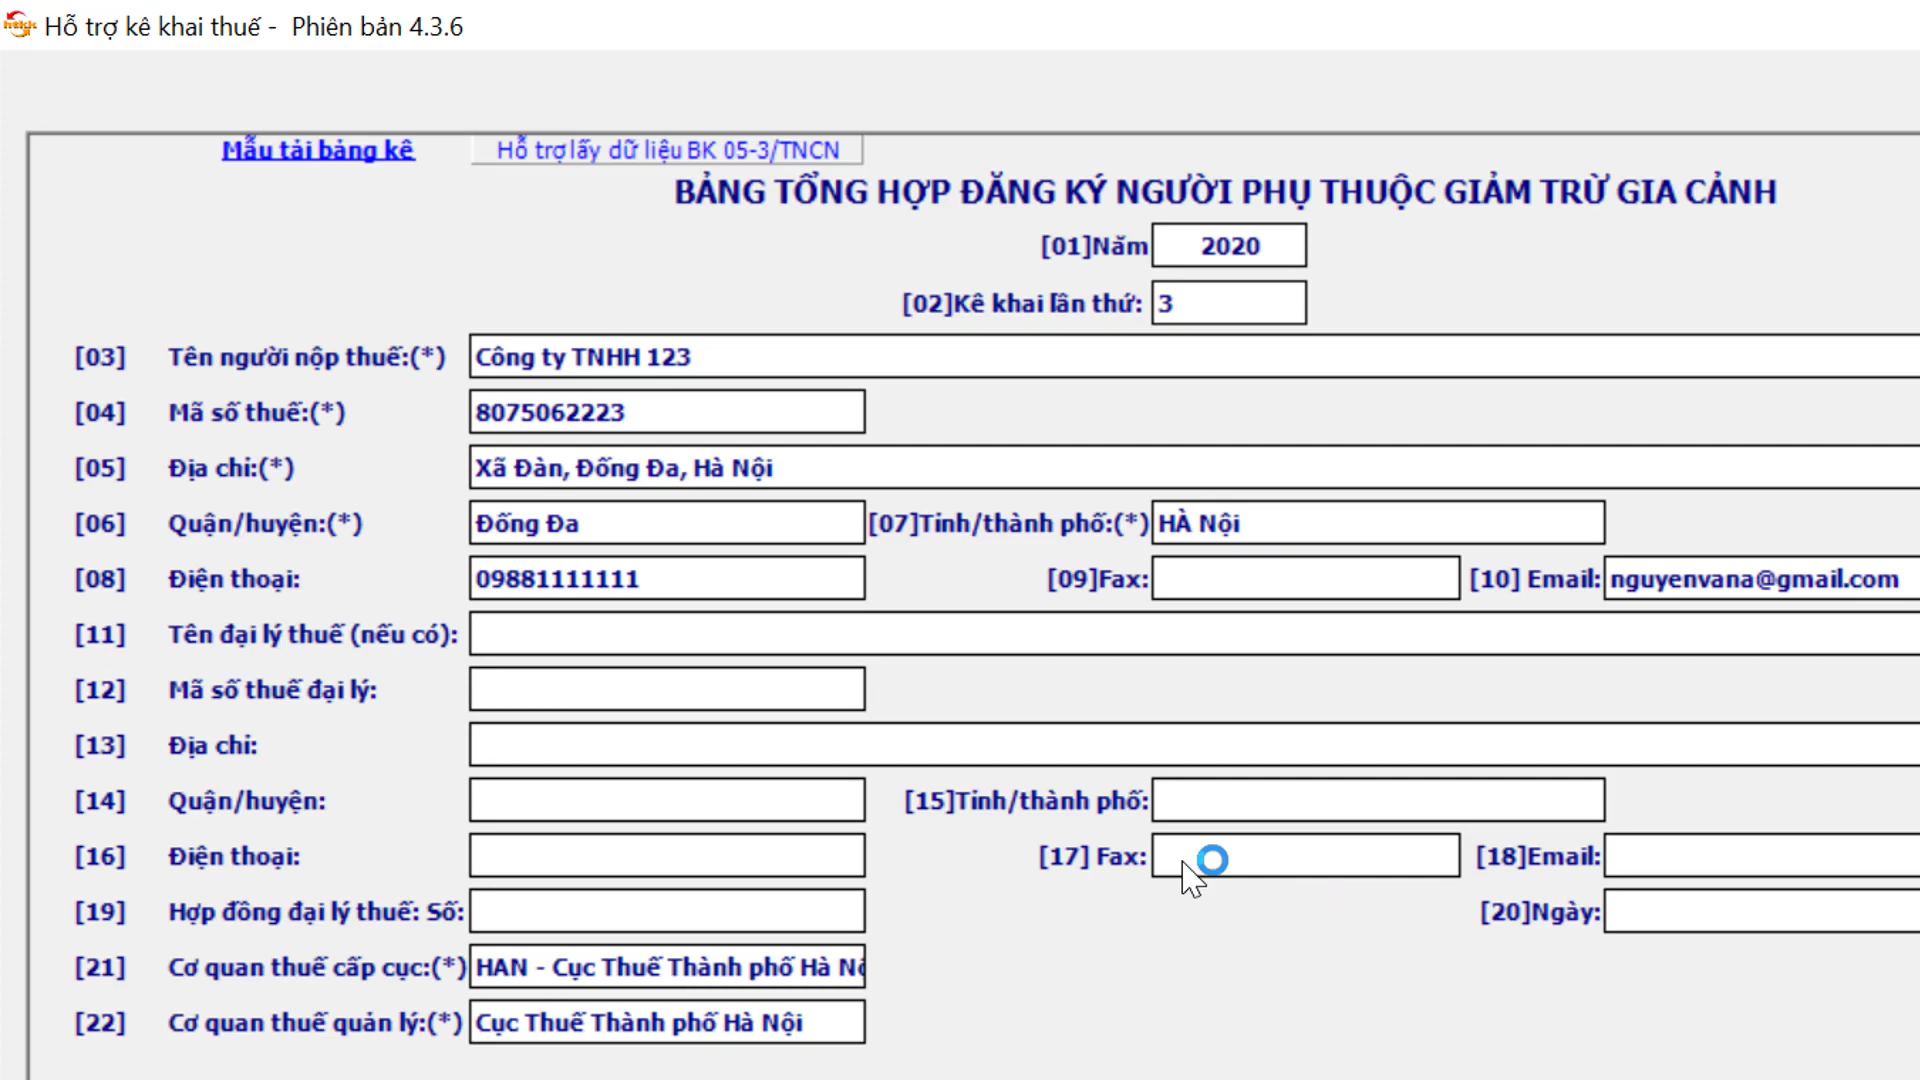 Hỗ trợ kê khai thuế -  Phiên bản 4.3.6
Mẫu tải bảng kê
Hỗ trợ lấy dữ liệu BK 05-3/TNCN
BẢNG TỔNG HỢP ĐĂNG KÝ NGƯỜI PHỤ THUỘC GIẢM TRỪ GIA CẢNH
[01]Năm 2020
[02]Kê khai lần thứ: 3
[03] Tên người nộp thuế:(*) Công ty TNHH 123
[04] Mã số thuế:(*) 8075062223
[05] Địa chỉ:(*) Xã Đàn, Đống Đa, Hà Nội
[06] Quận/huyện:(*) Đống Đa [07]Tỉnh/thành phố:(*) HÀ Nội
[08] Điện thoại: 09881111111 [09]Fax: [10] Email: nguyenvana@gmail.com
[11] Tên đại lý thuế (nếu có):
[12] Mã số thuế đại lý:
[13] Địa chỉ:
[14] Quận/huyện: [15]Tỉnh/thành phố:
[16] Điện thoại: [17] Fax: [18]Email:
[19] Hợp đồng đại lý thuế: Số: [20]Ngày:
[21] Cơ quan thuế cấp cục:(*) HAN - Cục Thuế Thành phố Hà Nộ
[22] Cơ quan thuế quản lý:(*) Cục Thuế Thành phố Hà Nội